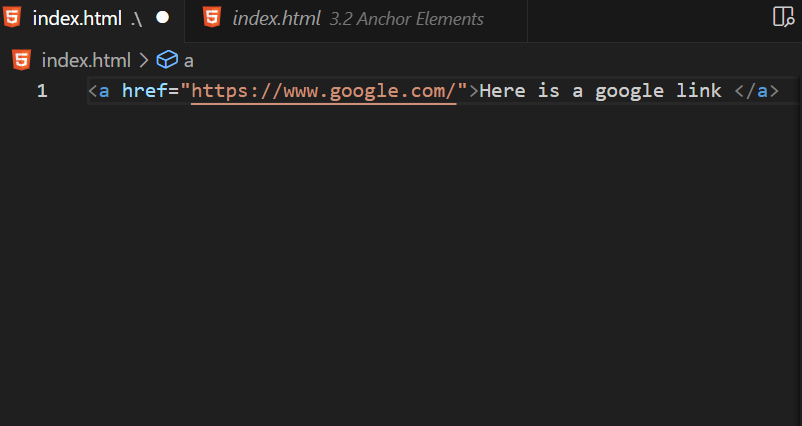 index.html .\ index.html 3.2 Anchor Elements
index.html > a
1 <a href="https://www.google.com/">Here is a google link </a>